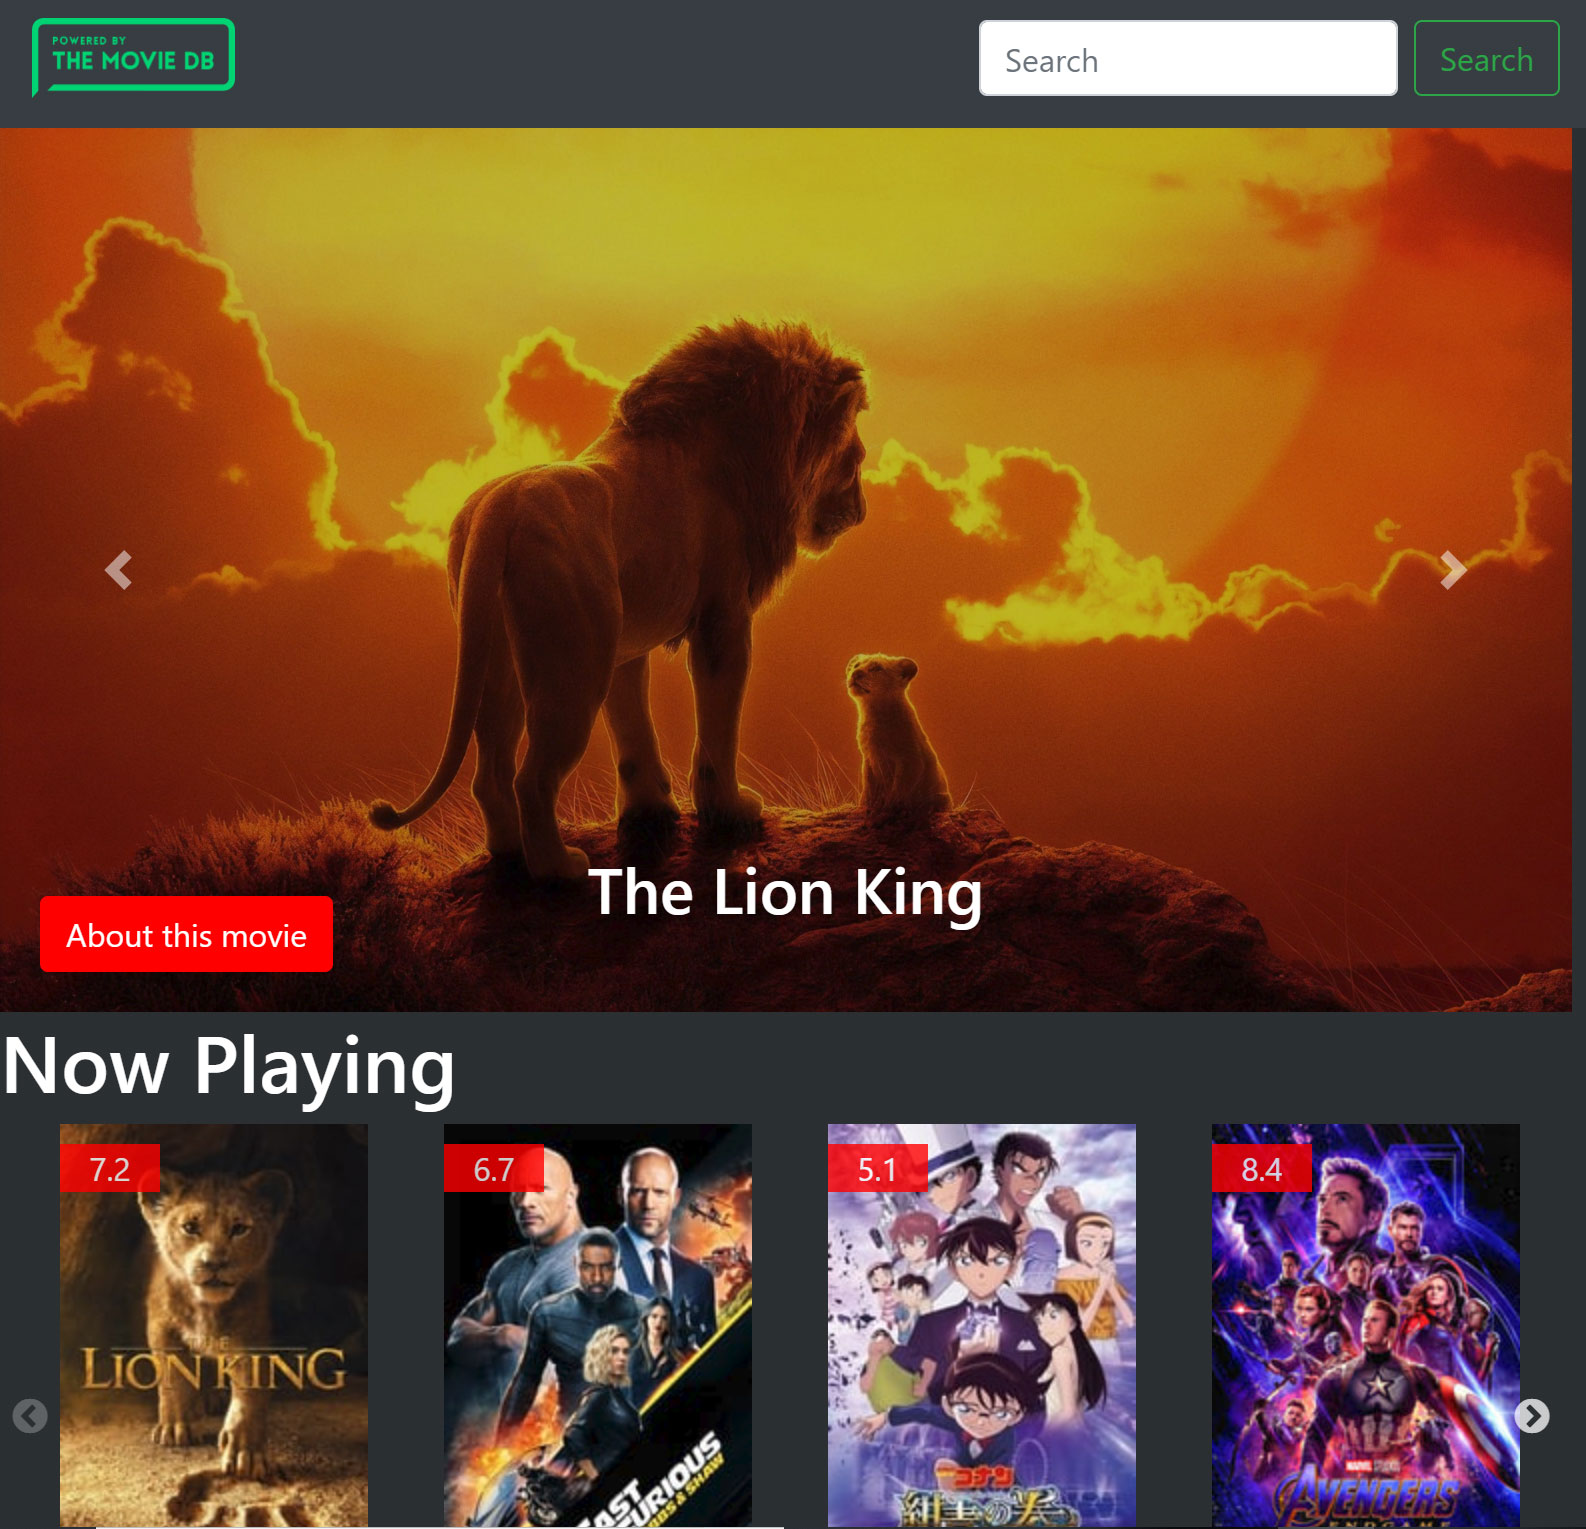 POWERED BY
THE MOVIE DB
Search
Search
The Lion King
About this movie
Now Playing
7.2
6.7
5.1
8.4
THE
LION KING
FAST
FURIOUS
HOBBS & SHAW
コナン
紺青の拳
MARVEL STUDIOS
AVENGERS
ENDGAME